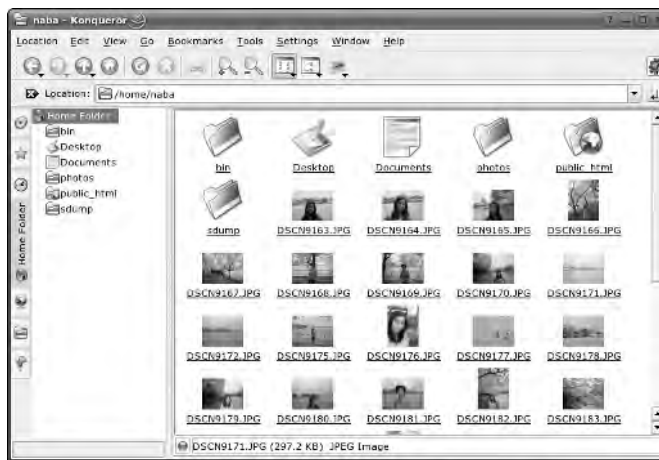 naba - Konqueror
Location Edit View Go Bookmarks Tools Settings Window Help
Location: /home/naba
Home Folder
bin
Desktop
Documents
photos
public_html
sdump
Home Folder
bin Desktop Documents photos public_html
sdump DSCN9163.JPG DSCN9164.JPG DSCN9165.JPG DSCN9166.JPG
DSCN9167.JPG DSCN9168.JPG DSCN9169.JPG DSCN9170.JPG DSCN9171.JPG
DSCN9172.JPG DSCN9175.JPG DSCN9176.JPG DSCN9177.JPG DSCN9178.JPG
DSCN9179.JPG DSCN9180.JPG DSCN9181.JPG DSCN9182.JPG DSCN9183.JPG
DSCN9171.JPG (297.2 KB) JPEG Image